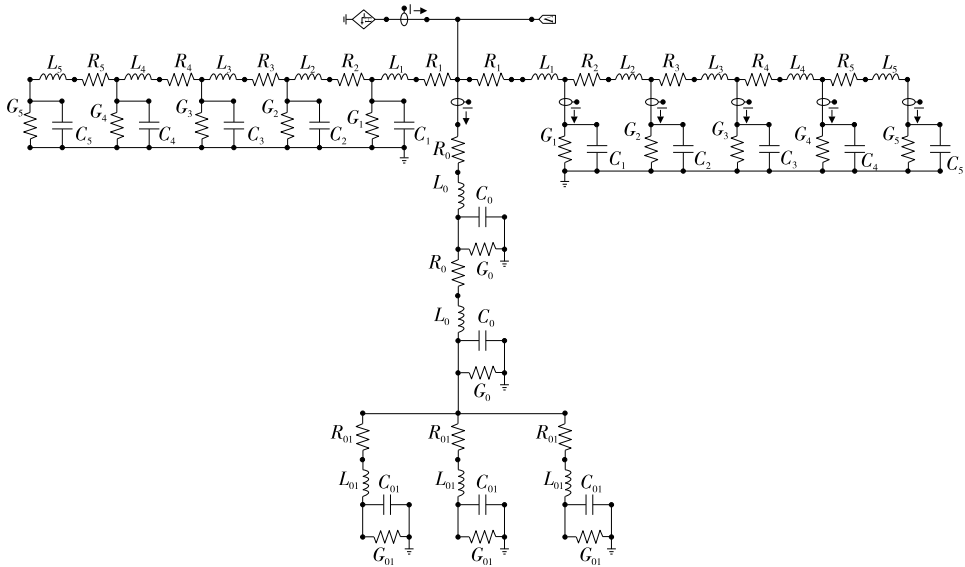 I
L₅ R₅ L₄ R₄ L₃ R₃ L₂ R₂ L₁ R₁ R₁ L₁ R₂ L₂ R₃ L₃ R₄ L₄ R₅ L₅
I I I I I I
G₅ C₅ G₄ C₄ G₃ C₃ G₂ C₂ G₁ C₁ G₁ C₁ G₂ C₂ G₃ C₃ G₄ C₄ G₅ C₅
R₀
L₀ C₀
G₀
R₀
L₀ C₀
G₀
R₀₁ R₀₁ R₀₁
L₀₁ C₀₁ L₀₁ C₀₁ L₀₁ C₀₁
G₀₁ G₀₁ G₀₁